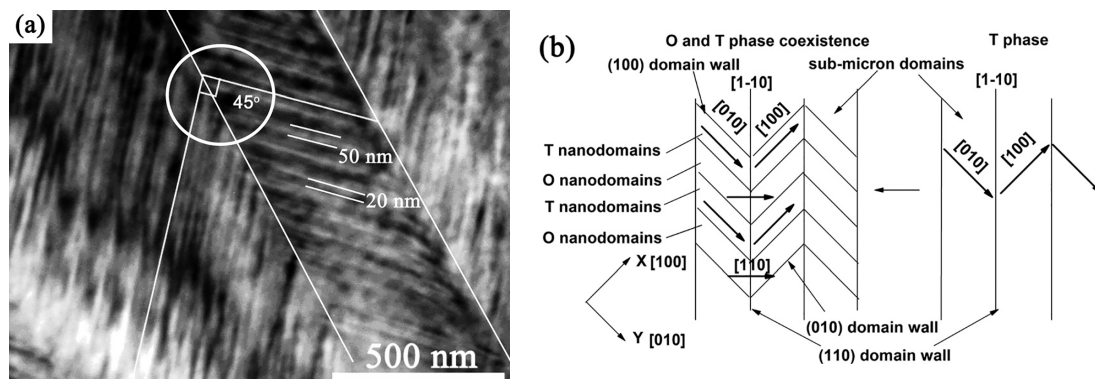 (a)
45°
50 nm
20 nm
500 nm
(b)
O and T phase coexistence
T phase
(100) domain wall
sub-micron domains
[1-10]
[1-10]
[010]
[100]
[010]
[100]
T nanodomains
O nanodomains
T nanodomains
O nanodomains
[110]
X [100]
Y [010]
(010) domain wall
(110) domain wall